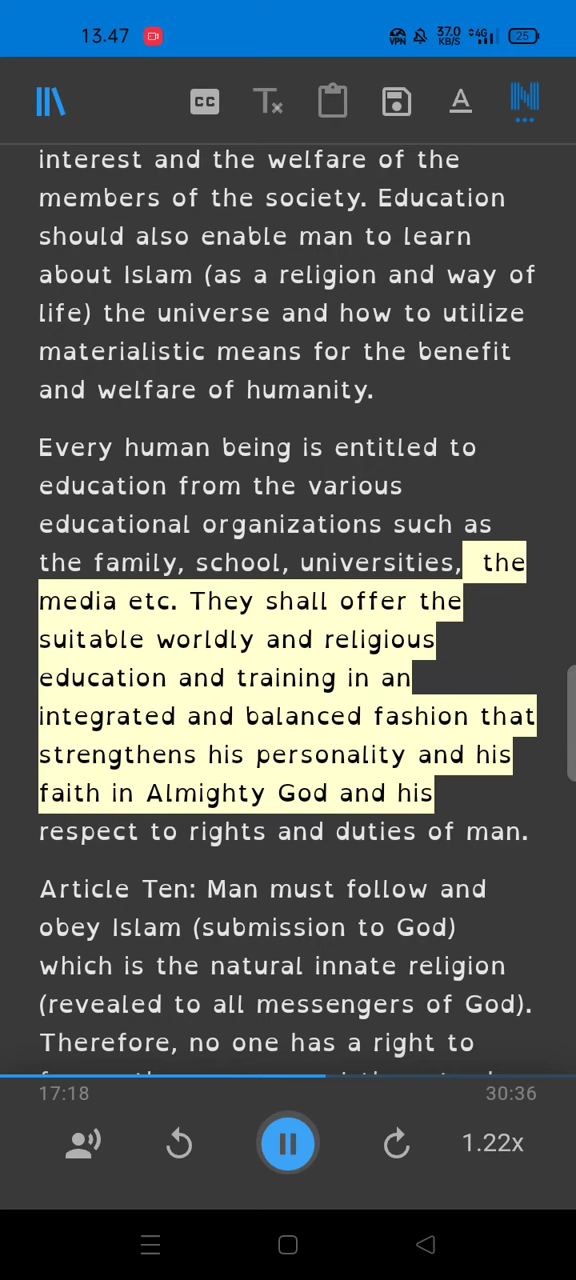 13.47
VPN
37.0
KB/S
4G
25
CC
interest and the welfare of the
members of the society. Education
should also enable man to learn
about Islam (as a religion and way of
life) the universe and how to utilize
materialistic means for the benefit
and welfare of humanity.
Every human being is entitled to
education from the various
educational organizations such as
the family, school, universities, the
media etc. They shall offer the
suitable worldly and religious
education and training in an
integrated and balanced fashion that
strengthens his personality and his
faith in Almighty God and his
respect to rights and duties of man.
Article Ten: Man must follow and
obey Islam (submission to God)
which is the natural innate religion
(revealed to all messengers of God).
Therefore, no one has a right to
17:18
30:36
1.22x